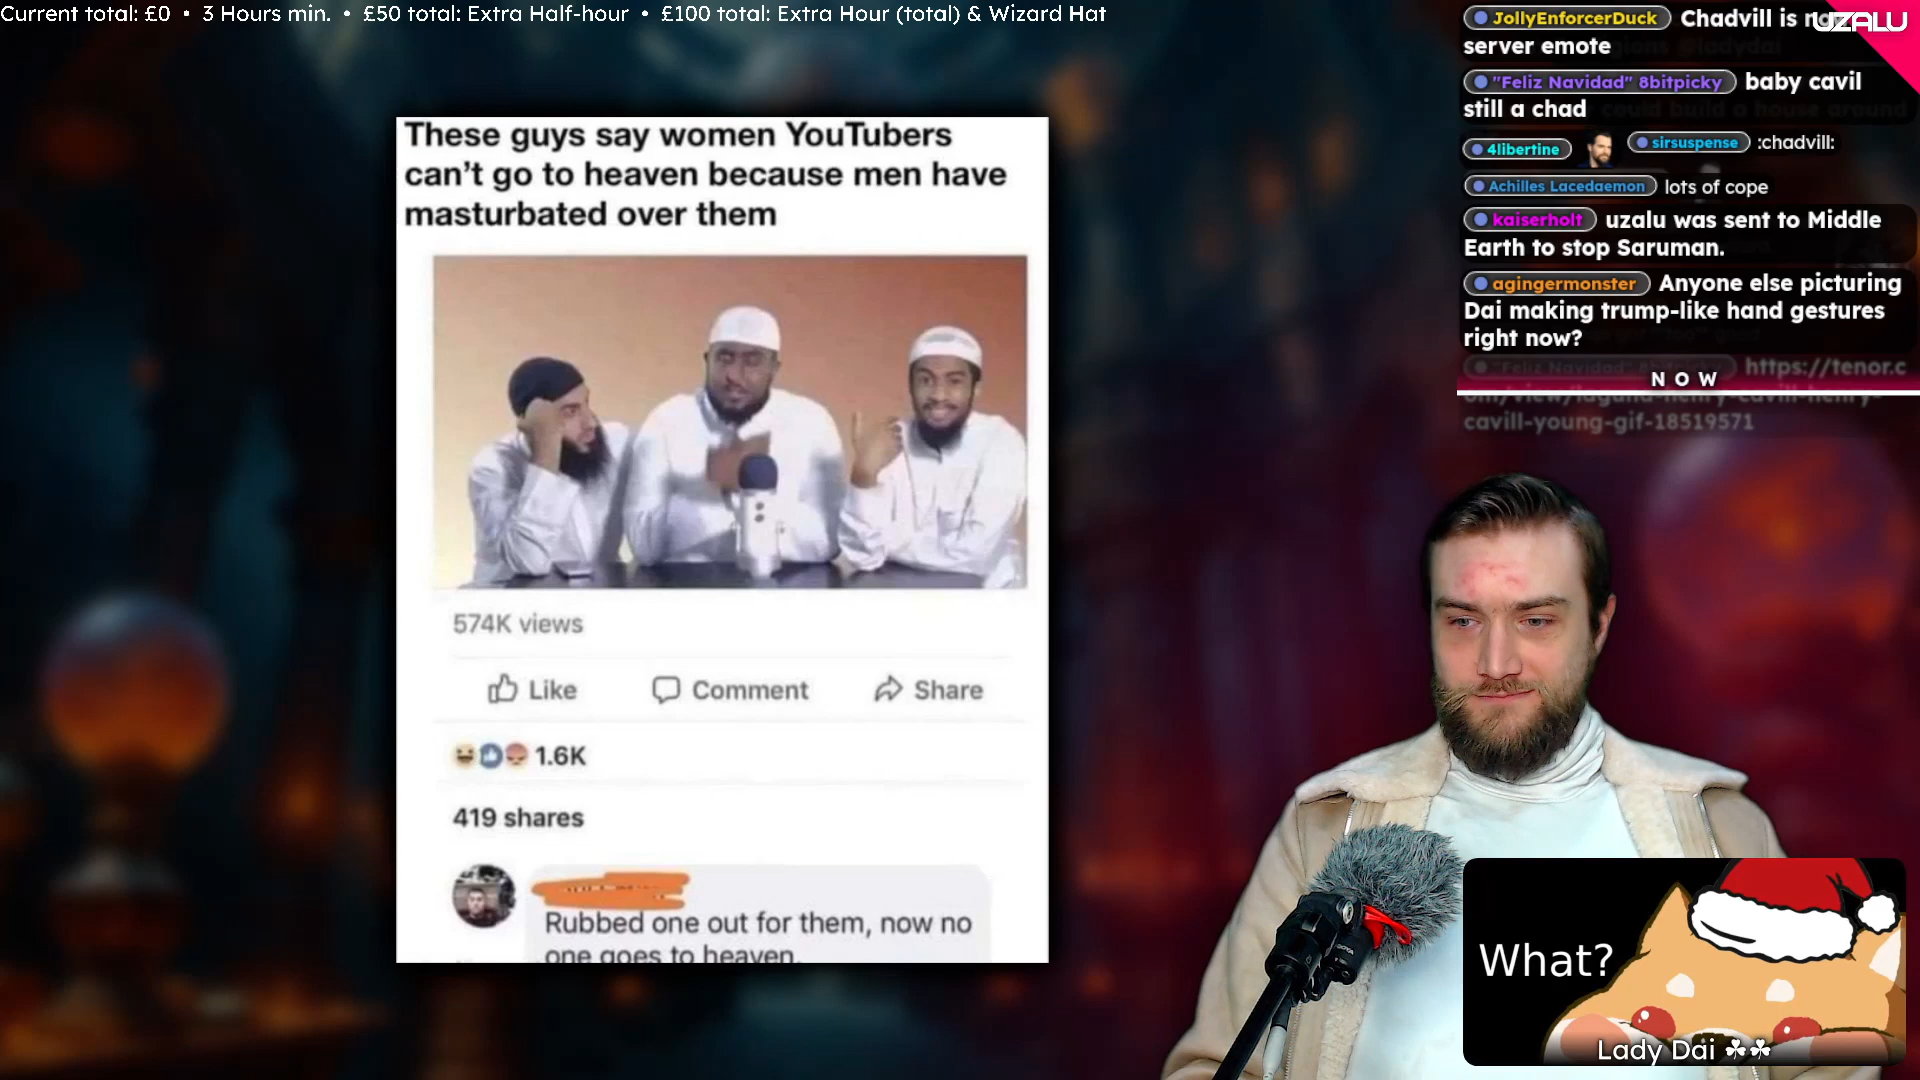 Current total: £0 • 3 Hours min. • £50 total: Extra Half-hour • £100 total: Extra Hour (total) & Wizard Hat
These guys say women YouTubers
can't go to heaven because men have
masturbated over them
574K views
Like
Comment
Share
1.6K
419 shares
Rubbed one out for them, now no
one goes to heaven.
UZALU
JollyEnforcerDuck Chadvill is
server emote
"Feliz Navidad" 8bitpicky baby cavil
still a chad
4libertine
sirsuspense :chadvill:
Achilles Lacedaemon lots of cope
kaiserholt uzalu was sent to Middle
Earth to stop Saruman.
agingermonster Anyone else picturing
Dai making trump-like hand gestures
right now?
"Feliz Navidad" https://tenor.c
NOW
cavill-young-gif-18519571
What?
Lady Dai ☘☘